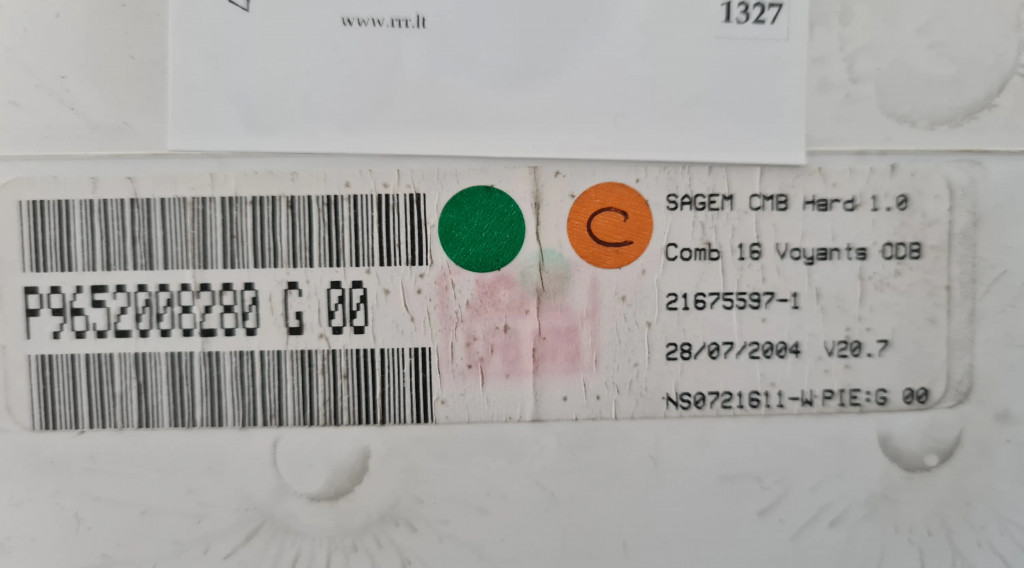 www.rrr.lt
1327
P9652008280 G 00
C
SAGEM CMB Hard 1.0
Comb 16 Voyants ODB
21675597-1
28/07/2004 V20.7
NS0721611-W PIE:G 00